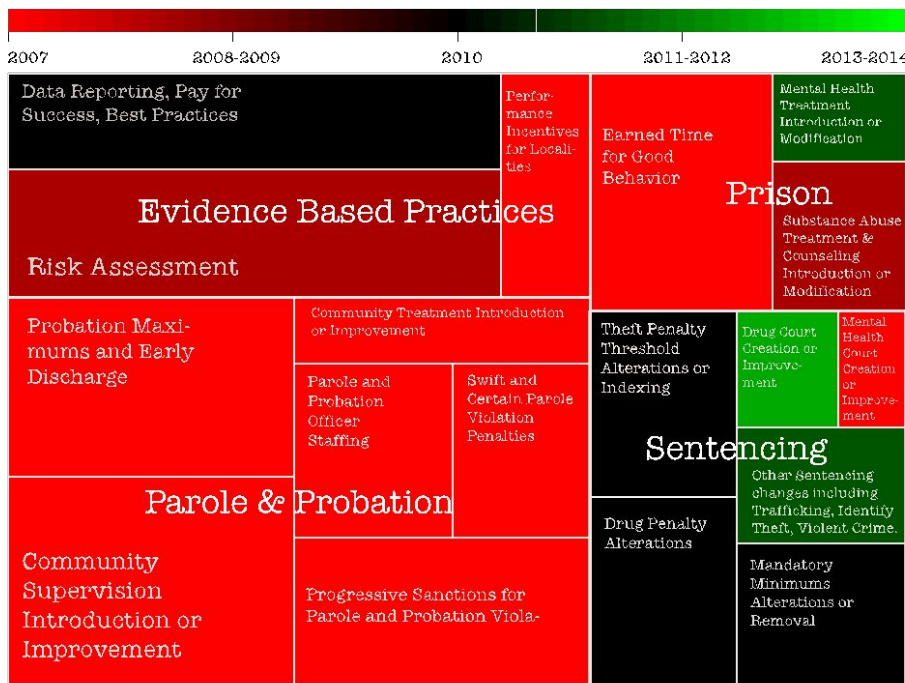 2007 2008-2009 2010 2011-2012 2013-2014
Data Reporting, Pay for
Success, Best Practices
Perfor-
mance
Incentives
for Locali-
ties
Evidence Based Practices
Risk Assessment
Earned Time
for Good
Behavior
Mental Health
Treatment
Introduction or
Modification
Prison
Substance Abuse
Treatment &
Counseling
Introduction or
Modification
Probation Maxi-
mums and Early
Discharge
Community Treatment Introduction
or Improvement
Parole and
Probation
Officer
Staffing
Swift and
Certain Parole
Violation
Penalties
Parole & Probation
Community
Supervision
Introduction or
Improvement
Progressive Sanctions for
Parole and Probation Viola-
Theft Penalty
Threshold
Alterations or
Indexing
Drug Court
Creation or
Improve-
ment
Mental
Health
Court
Creation
or
Improve-
ment
Sentencing
Other Sentencing
changes including
Trafficking, Identify
Theft, Violent Crime.
Drug Penalty
Alterations
Mandatory
Minimums
Alterations or
Removal